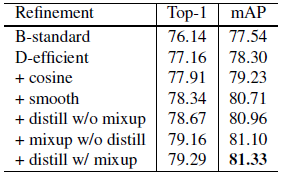 Refinement Top-1 mAP
B-standard 76.14 77.54
D-efficient 77.16 78.30
+ cosine 77.91 79.23
+ smooth 78.34 80.71
+ distill w/o mixup 78.67 80.96
+ mixup w/o distill 79.16 81.10
+ distill w/ mixup 79.29 81.33